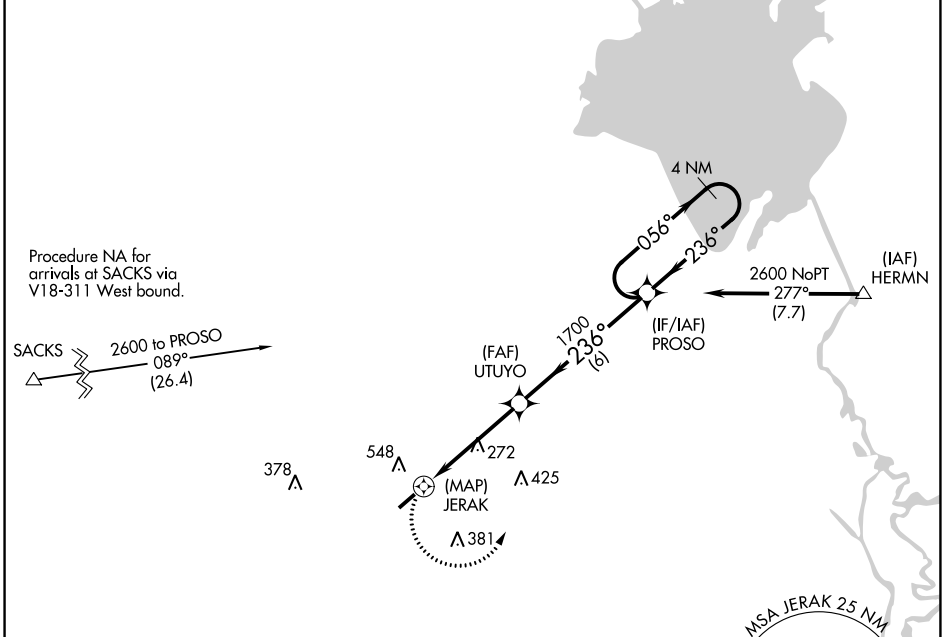 4 NM
056°
236°
Procedure NA for
arrivals at SACKS via
V18-311 West bound.
(IAF)
HERMN
2600 NoPT
277°
(7.7)
(IF/IAF)
PROSO
1700
236°
(6)
SACKS
2600 to PROSO
089°
(26.4)
(FAF)
UTUYO
548
272
378
425
(MAP)
JERAK
381
MSA JERAK 25 NM